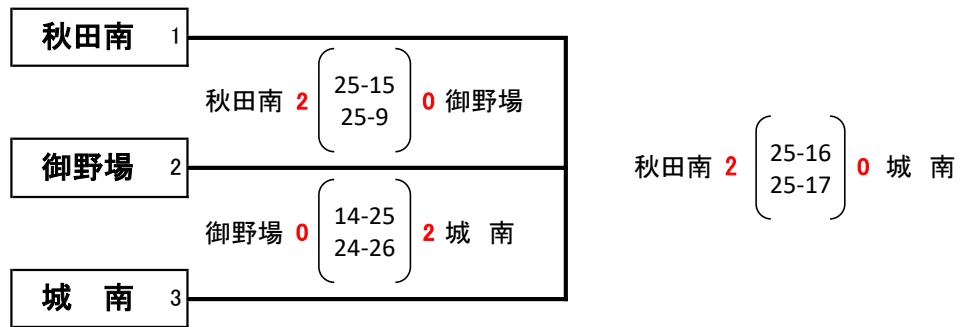 秋田南 1
秋田南 2 25-15 0 御野場
25-9
御野場 2
秋田南 2 25-16 0 城 南
25-17
御野場 0 14-25 2 城 南
24-26
城 南 3